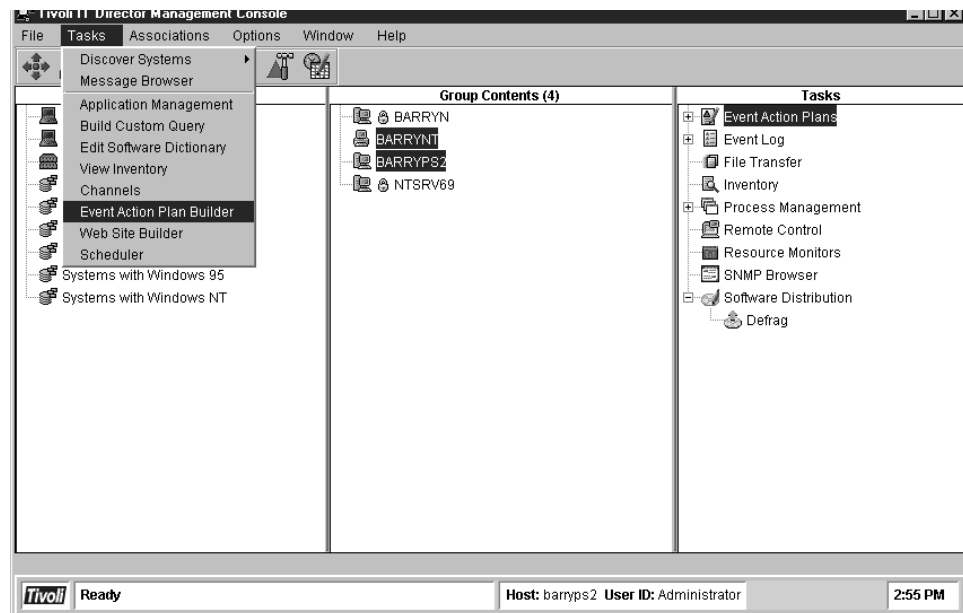 Tivoli IT Director Management Console
File Tasks Associations Options Window Help
Discover Systems
Message Browser
Application Management
Build Custom Query
Edit Software Dictionary
View Inventory
Channels
Event Action Plan Builder
Web Site Builder
Scheduler
Systems with Windows 95
Systems with Windows NT
Group Contents (4)
BARRYN
BARRYNT
BARRYPS2
NTSRV69
Tasks
Event Action Plans
Event Log
File Transfer
Inventory
Process Management
Remote Control
Resource Monitors
SNMP Browser
Software Distribution
Defrag
Tivoli Ready Host: barryps2 User ID: Administrator 2:55 PM